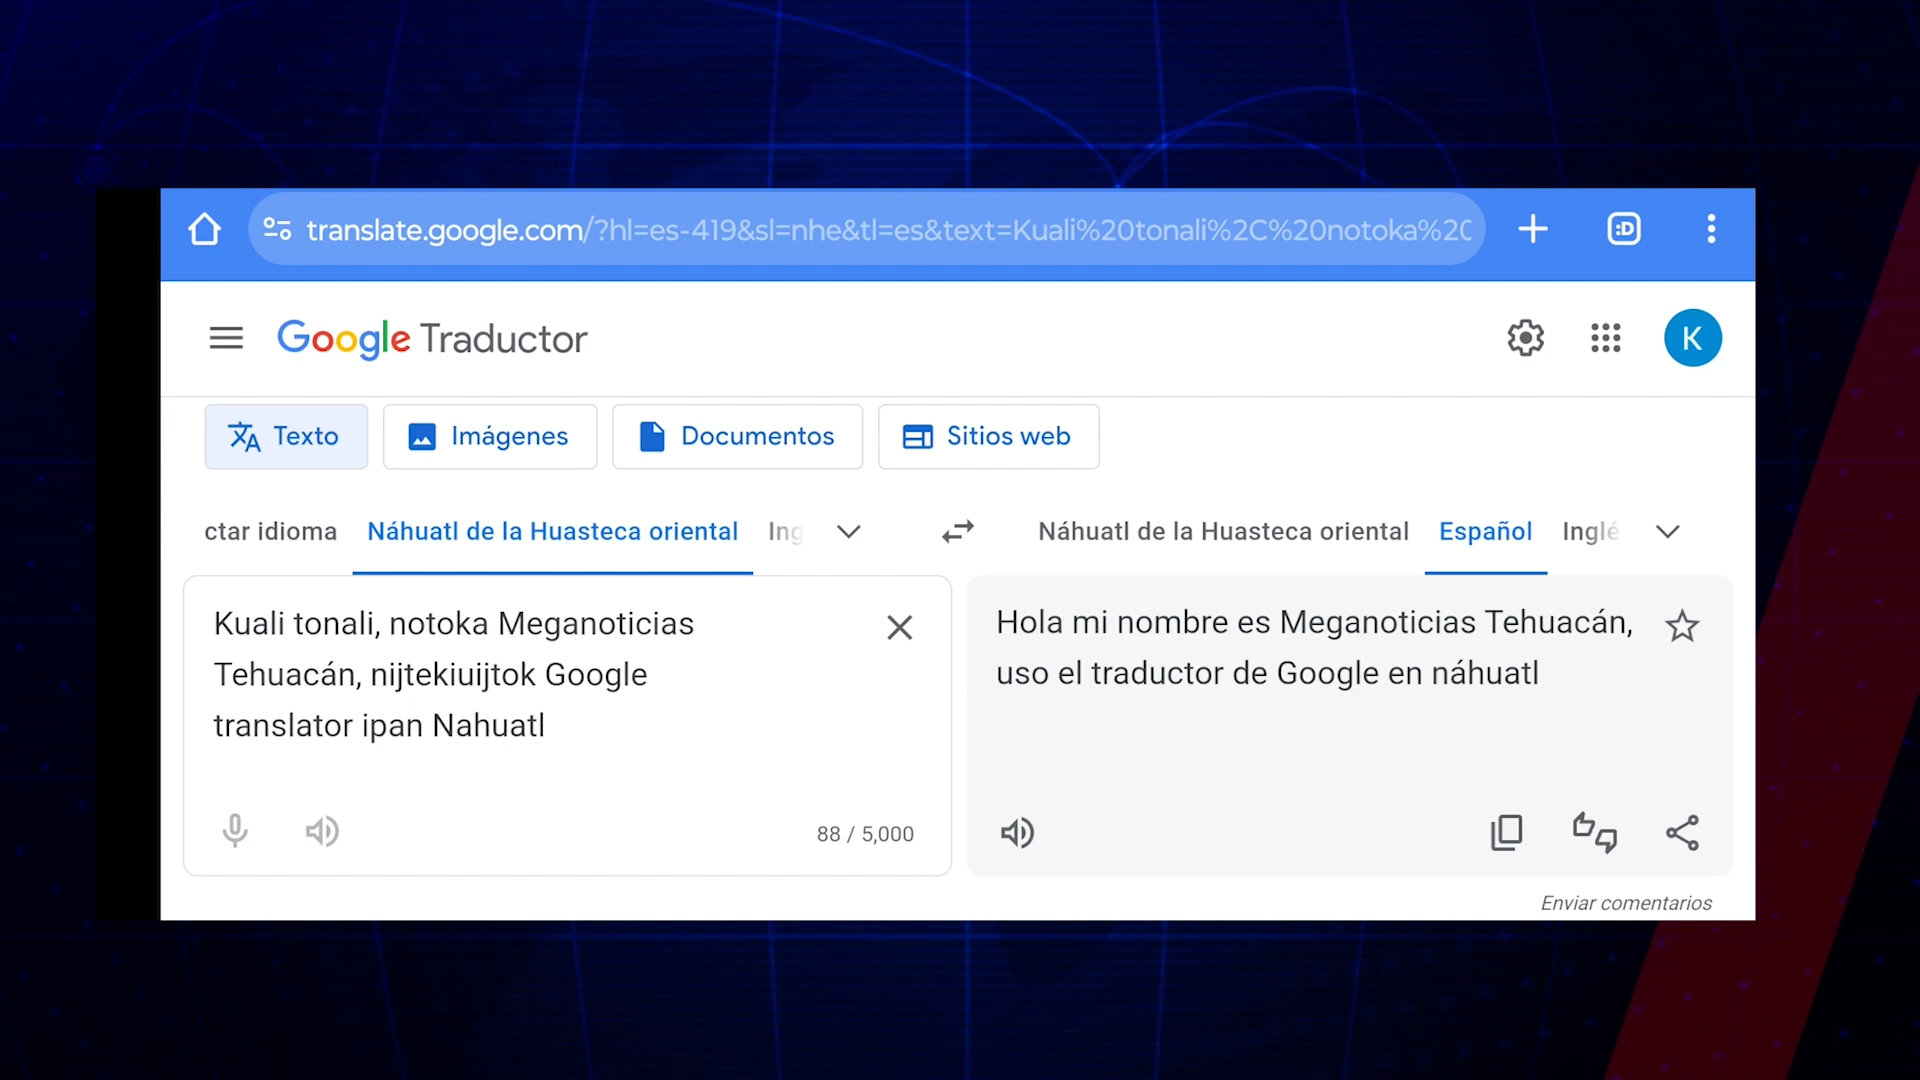 translate.google.com/?hl=es-419&sl=nhe&tl=es&text=Kuali%20tonali%2C%20notoka%20
:D
Google Traductor
K
Texto
Imágenes
Documentos
Sitios web
ctar idioma
Náhuatl de la Huasteca oriental
Ing
Náhuatl de la Huasteca oriental
Español
Inglé
Kuali tonali, notoka Meganoticias
Tehuacán, nijtekiuijtok Google
translator ipan Nahuatl
88 / 5,000
Hola mi nombre es Meganoticias Tehuacán,
uso el traductor de Google en náhuatl
Enviar comentarios